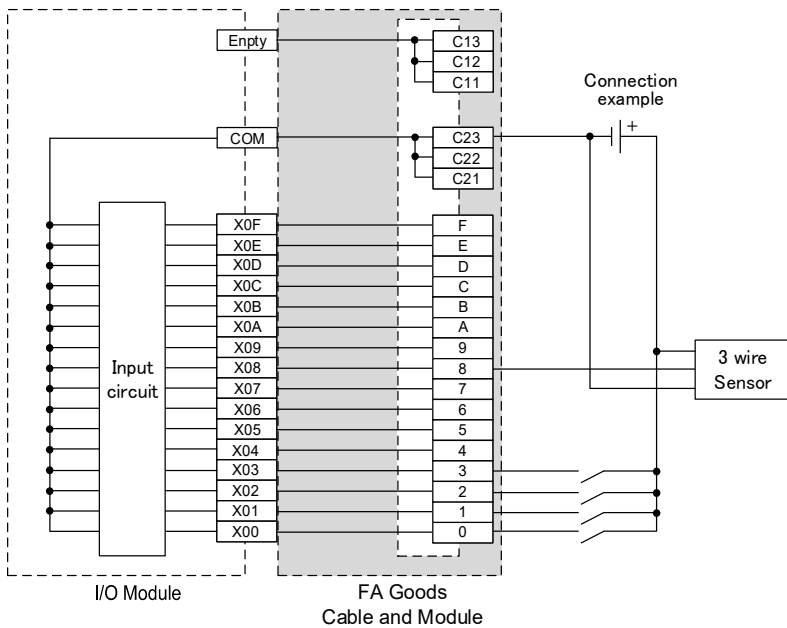 Enpty
C13
C12
C11
Connection
example
COM
C23
+
C22
C21
X0F
F
X0E
E
X0D
D
X0C
C
X0B
B
X0A
A
X09
9
X08
8
X07
7
X06
6
X05
5
X04
4
X03
3
X02
2
X01
1
X00
0
Input
circuit
3 wire
Sensor
I/O Module
FA Goods
Cable and Module